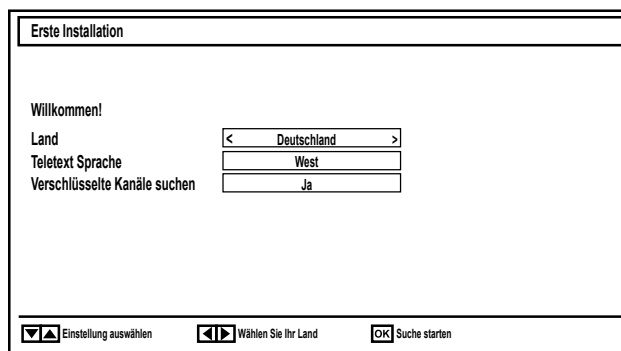 Erste Installation
Willkommen!
Land < Deutschland >
Teletext Sprache West
Verschlüsselte Kanäle suchen Ja
Einstellung auswählen Wählen Sie Ihr Land OK Suche starten